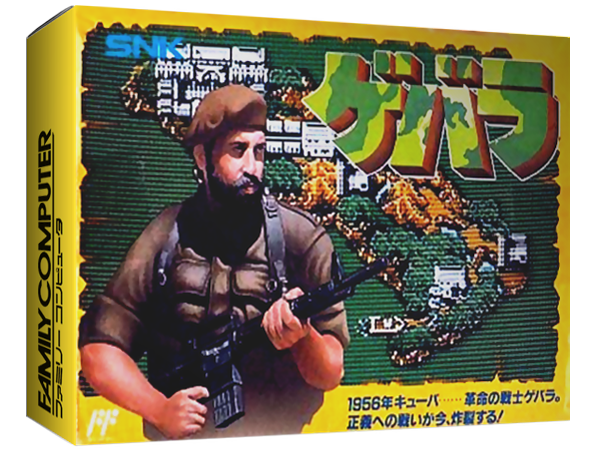 SNK
ゲバラ
FAMILY COMPUTER
ファミリー コンピュータ
1956年キューバ……革命の戦士ゲバラ。
正義への戦いが今、炸裂する!
FF